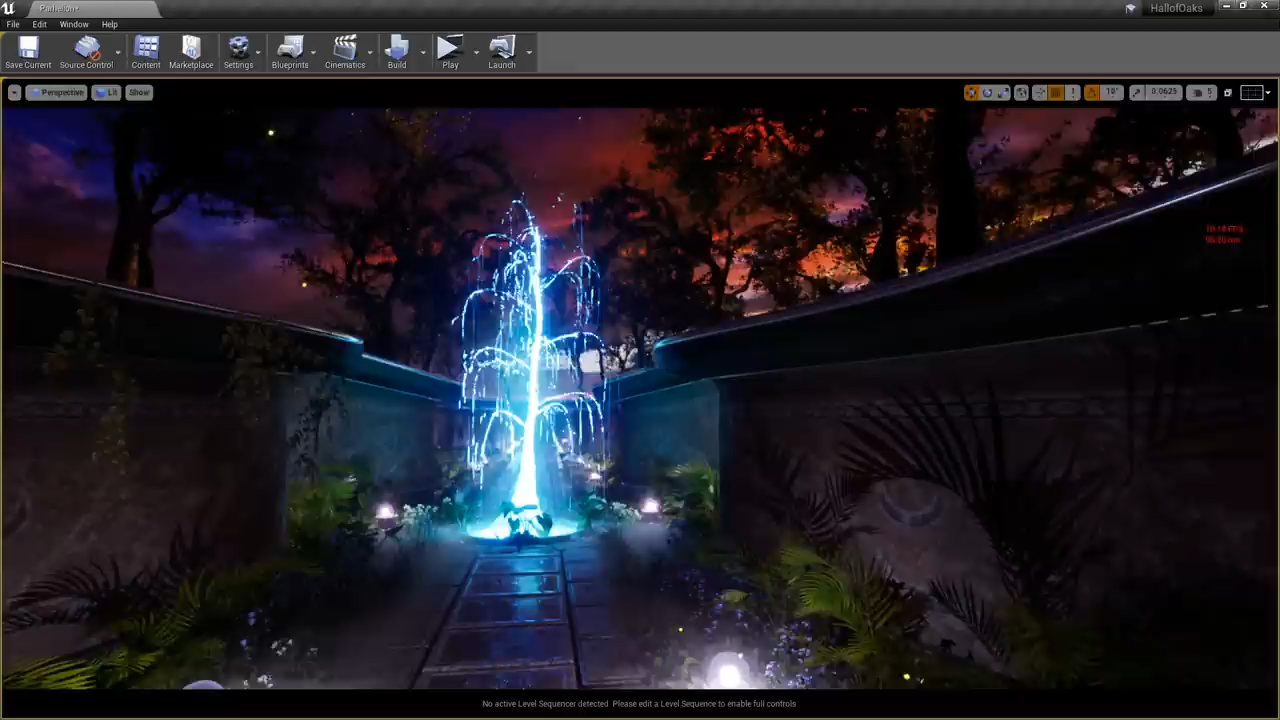 Parhelion*
HallofOaks
File Edit Window Help
Save Current Source Control Content Marketplace Settings Blueprints Cinematics Build Play Launch
Perspective Lit Show
10° 0.0625 5
No active Level Sequencer detected Please edit a Level Sequence to enable full controls